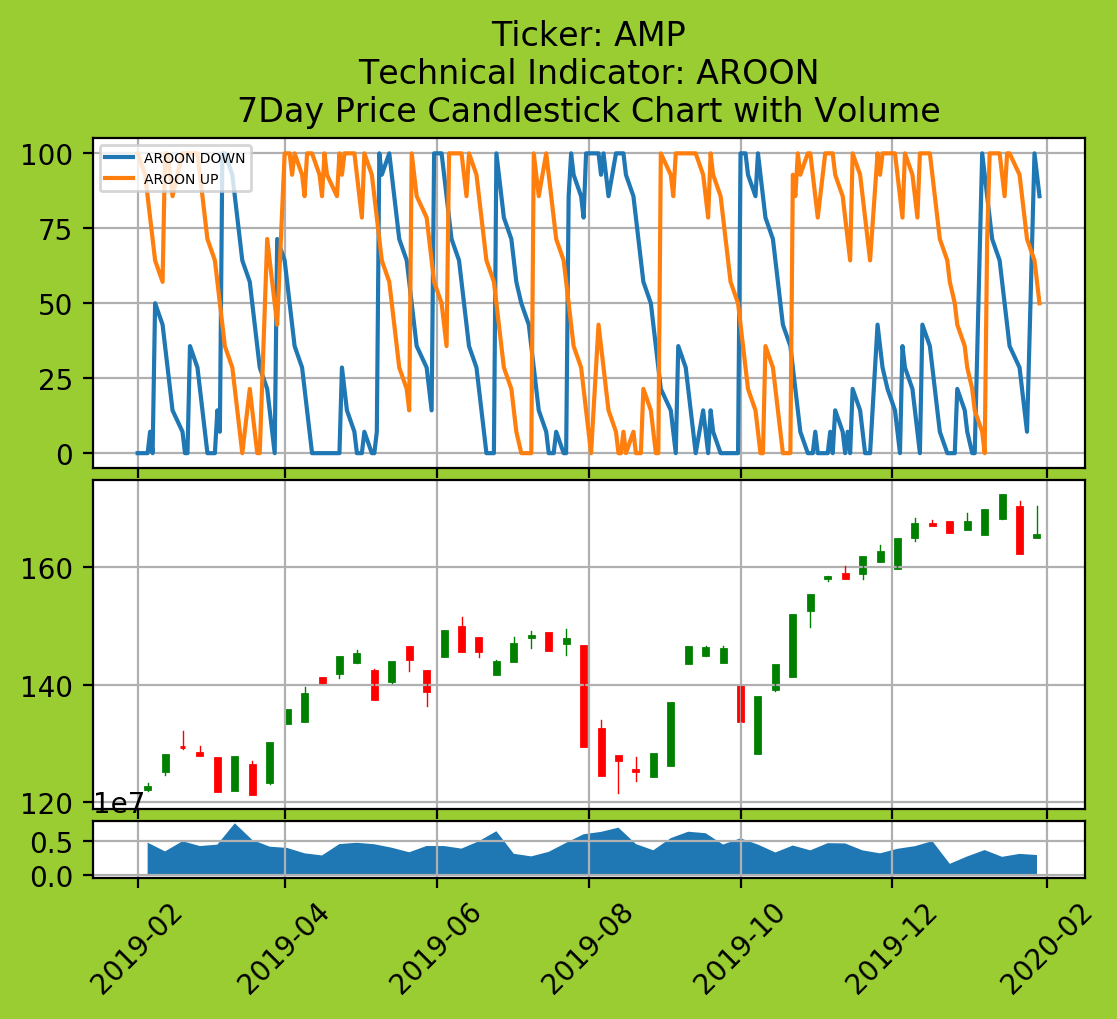 Ticker: AMP
Technical Indicator: AROON
7Day Price Candlestick Chart with Volume
AROON DOWN
AROON UP
100
75
50
25
0
160
140
120
1e7
0.5
0.0
2019-02
2019-04
2019-06
2019-08
2019-10
2019-12
2020-02